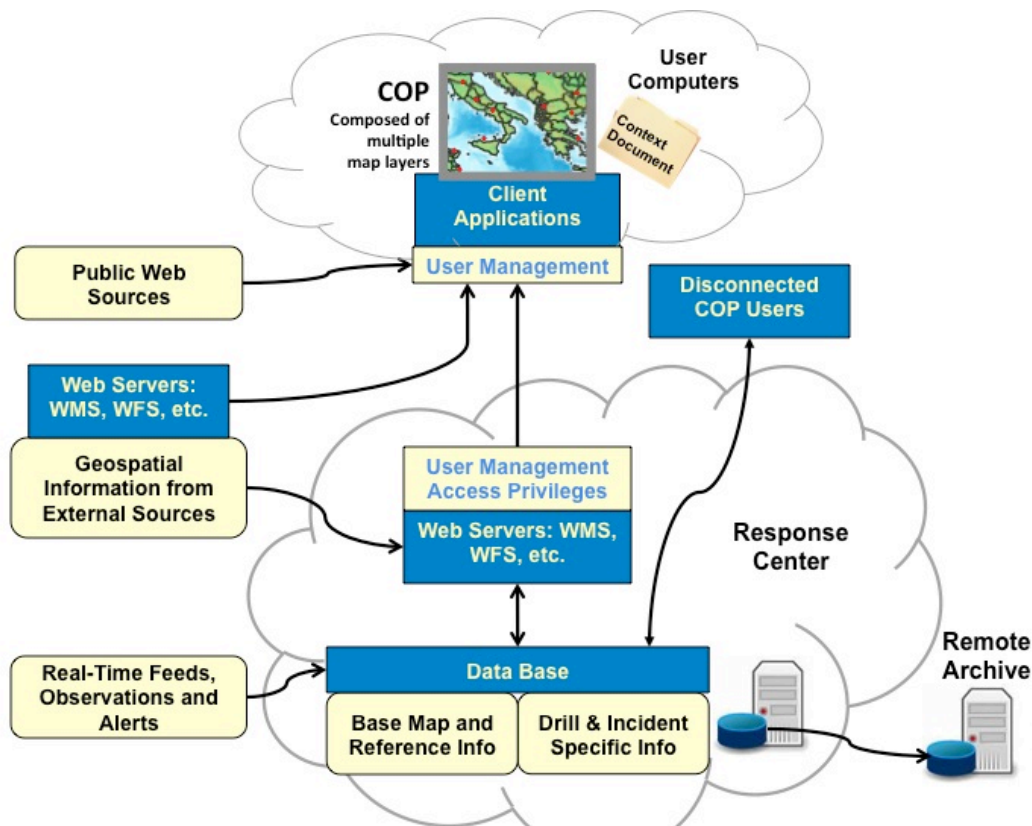 COP
Composed of
multiple
map layers
User
Computers
Context
Document
Client
Applications
User Management
Public Web
Sources
Disconnected
COP Users
Web Servers:
WMS, WFS, etc.
Geospatial
Information from
External Sources
User Management
Access Privileges
Web Servers: WMS,
WFS, etc.
Response
Center
Real-Time Feeds,
Observations and
Alerts
Data Base
Base Map and
Reference Info
Drill & Incident
Specific Info
Remote
Archive